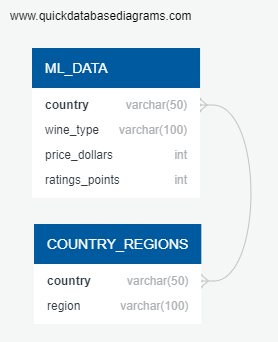 www.quickdatabasediagrams.com
ML_DATA
country varchar(50)
wine_type varchar(100)
price_dollars int
ratings_points int
COUNTRY_REGIONS
country varchar(50)
region varchar(100)